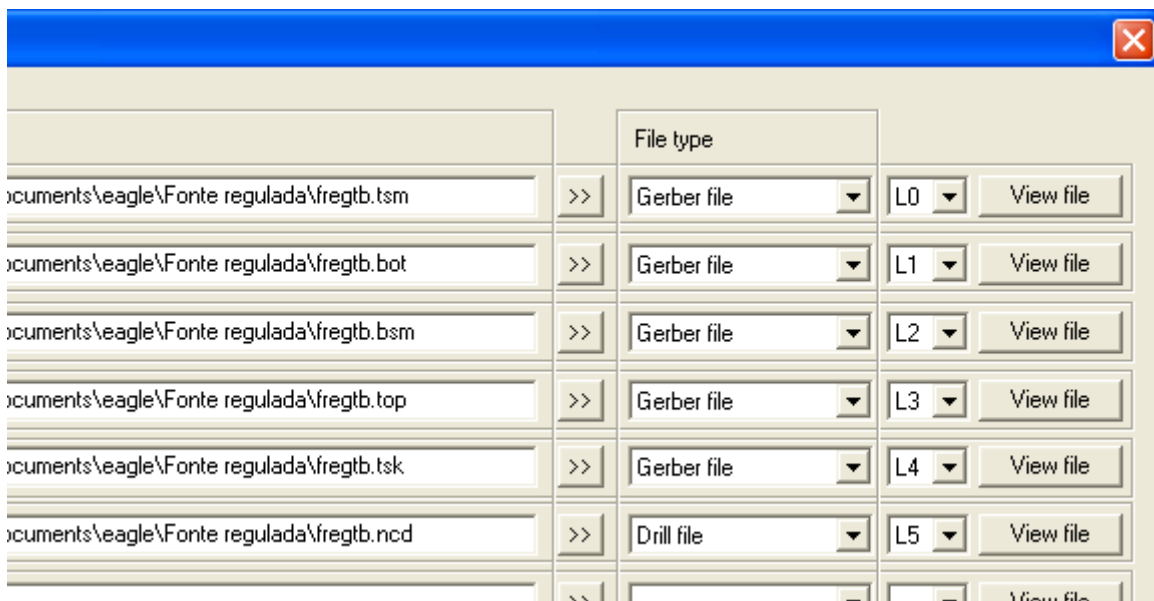 File type
ocuments\eagle\Fonte regulada\fregtb.tsm >> Gerber file L0 View file
ocuments\eagle\Fonte regulada\fregtb.bot >> Gerber file L1 View file
ocuments\eagle\Fonte regulada\fregtb.bsm >> Gerber file L2 View file
ocuments\eagle\Fonte regulada\fregtb.top >> Gerber file L3 View file
ocuments\eagle\Fonte regulada\fregtb.tsk >> Gerber file L4 View file
ocuments\eagle\Fonte regulada\fregtb.ncd >> Drill file L5 View file
>> View file